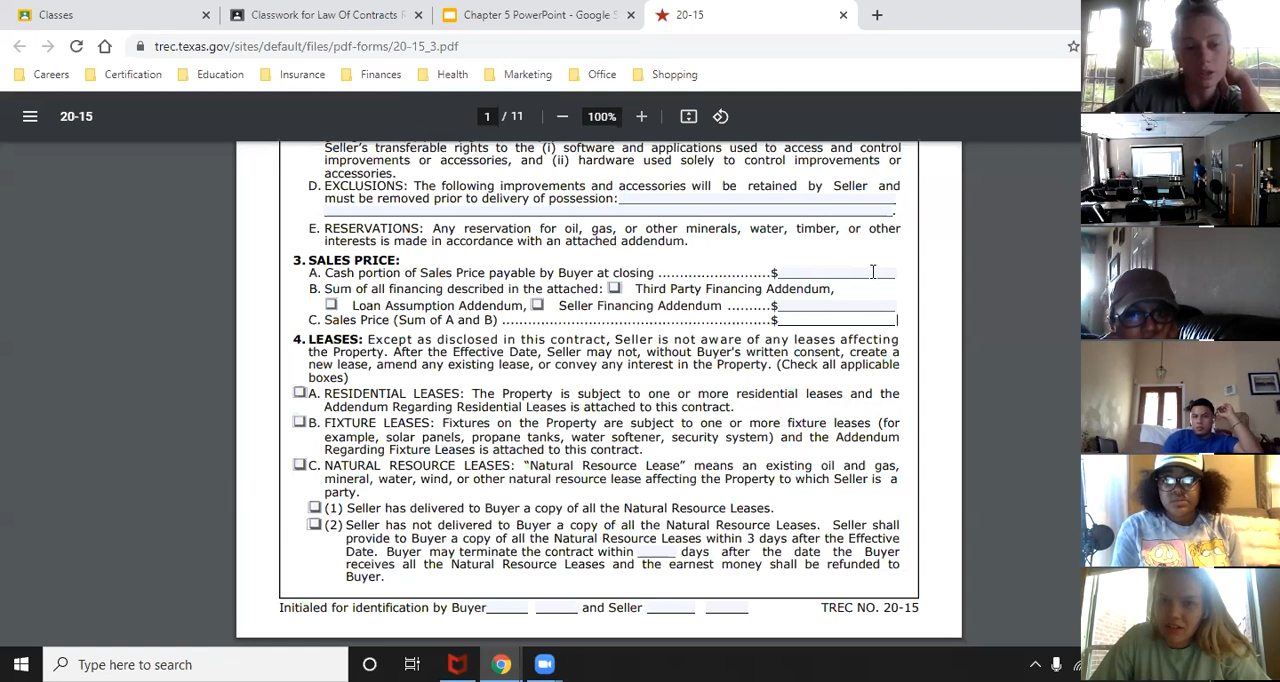 Classes
Classwork for Law Of Contracts
Chapter 5 PowerPoint - Google S
20-15
trec.texas.gov/sites/default/files/pdf-forms/20-15_3.pdf
Careers Certification Education Insurance Finances Health Marketing Office Shopping
20-15
1 / 11
100%
Seller's transferable rights to the (i) software and applications used to access and control
improvements or accessories, and (ii) hardware used solely to control improvements or
accessories.
D. EXCLUSIONS: The following improvements and accessories will be retained by Seller and
must be removed prior to delivery of possession:
.
E. RESERVATIONS: Any reservation for oil, gas, or other minerals, water, timber, or other
interests is made in accordance with an attached addendum.
3. SALES PRICE:
A. Cash portion of Sales Price payable by Buyer at closing ..........................$
B. Sum of all financing described in the attached: Third Party Financing Addendum,
Loan Assumption Addendum, Seller Financing Addendum ..........$
C. Sales Price (Sum of A and B) ...............................................................$
4. LEASES: Except as disclosed in this contract, Seller is not aware of any leases affecting
the Property. After the Effective Date, Seller may not, without Buyer's written consent, create a
new lease, amend any existing lease, or convey any interest in the Property. (Check all applicable
boxes)
A. RESIDENTIAL LEASES: The Property is subject to one or more residential leases and the
Addendum Regarding Residential Leases is attached to this contract.
B. FIXTURE LEASES: Fixtures on the Property are subject to one or more fixture leases (for
example, solar panels, propane tanks, water softener, security system) and the Addendum
Regarding Fixture Leases is attached to this contract.
C. NATURAL RESOURCE LEASES: “Natural Resource Lease” means an existing oil and gas,
mineral, water, wind, or other natural resource lease affecting the Property to which Seller is a
party.
(1) Seller has delivered to Buyer a copy of all the Natural Resource Leases.
(2) Seller has not delivered to Buyer a copy of all the Natural Resource Leases. Seller shall
provide to Buyer a copy of all the Natural Resource Leases within 3 days after the Effective
Date. Buyer may terminate the contract within _____ days after the date the Buyer
receives all the Natural Resource Leases and the earnest money shall be refunded to
Buyer.
Initialed for identification by Buyer_____ _____ and Seller _____ _____ TREC NO. 20-15
Type here to search